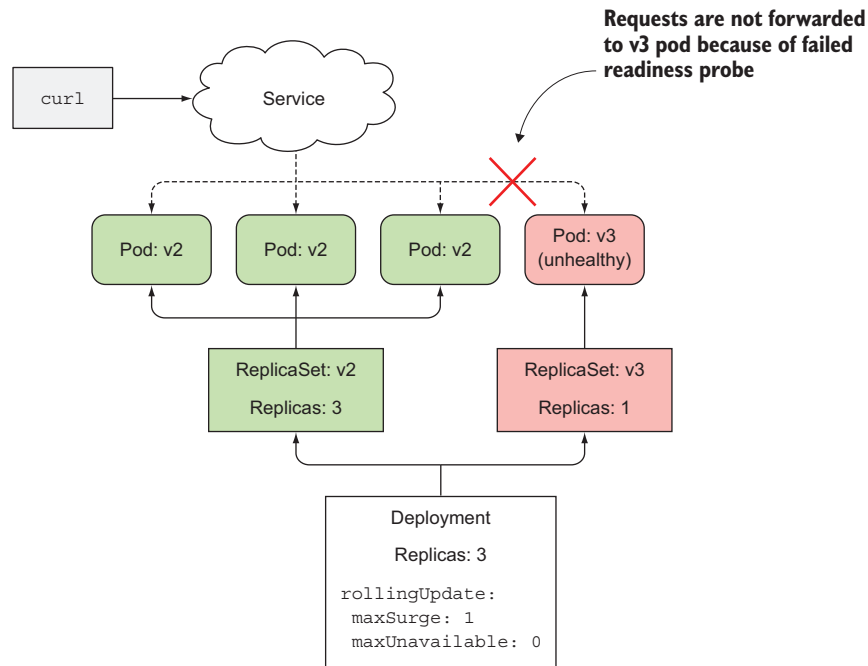 Requests are not forwarded
to v3 pod because of failed
readiness probe
curl
Service
Pod: v2
Pod: v2
Pod: v2
Pod: v3
(unhealthy)
ReplicaSet: v2
Replicas: 3
ReplicaSet: v3
Replicas: 1
Deployment
Replicas: 3
rollingUpdate:
maxSurge: 1
maxUnavailable: 0